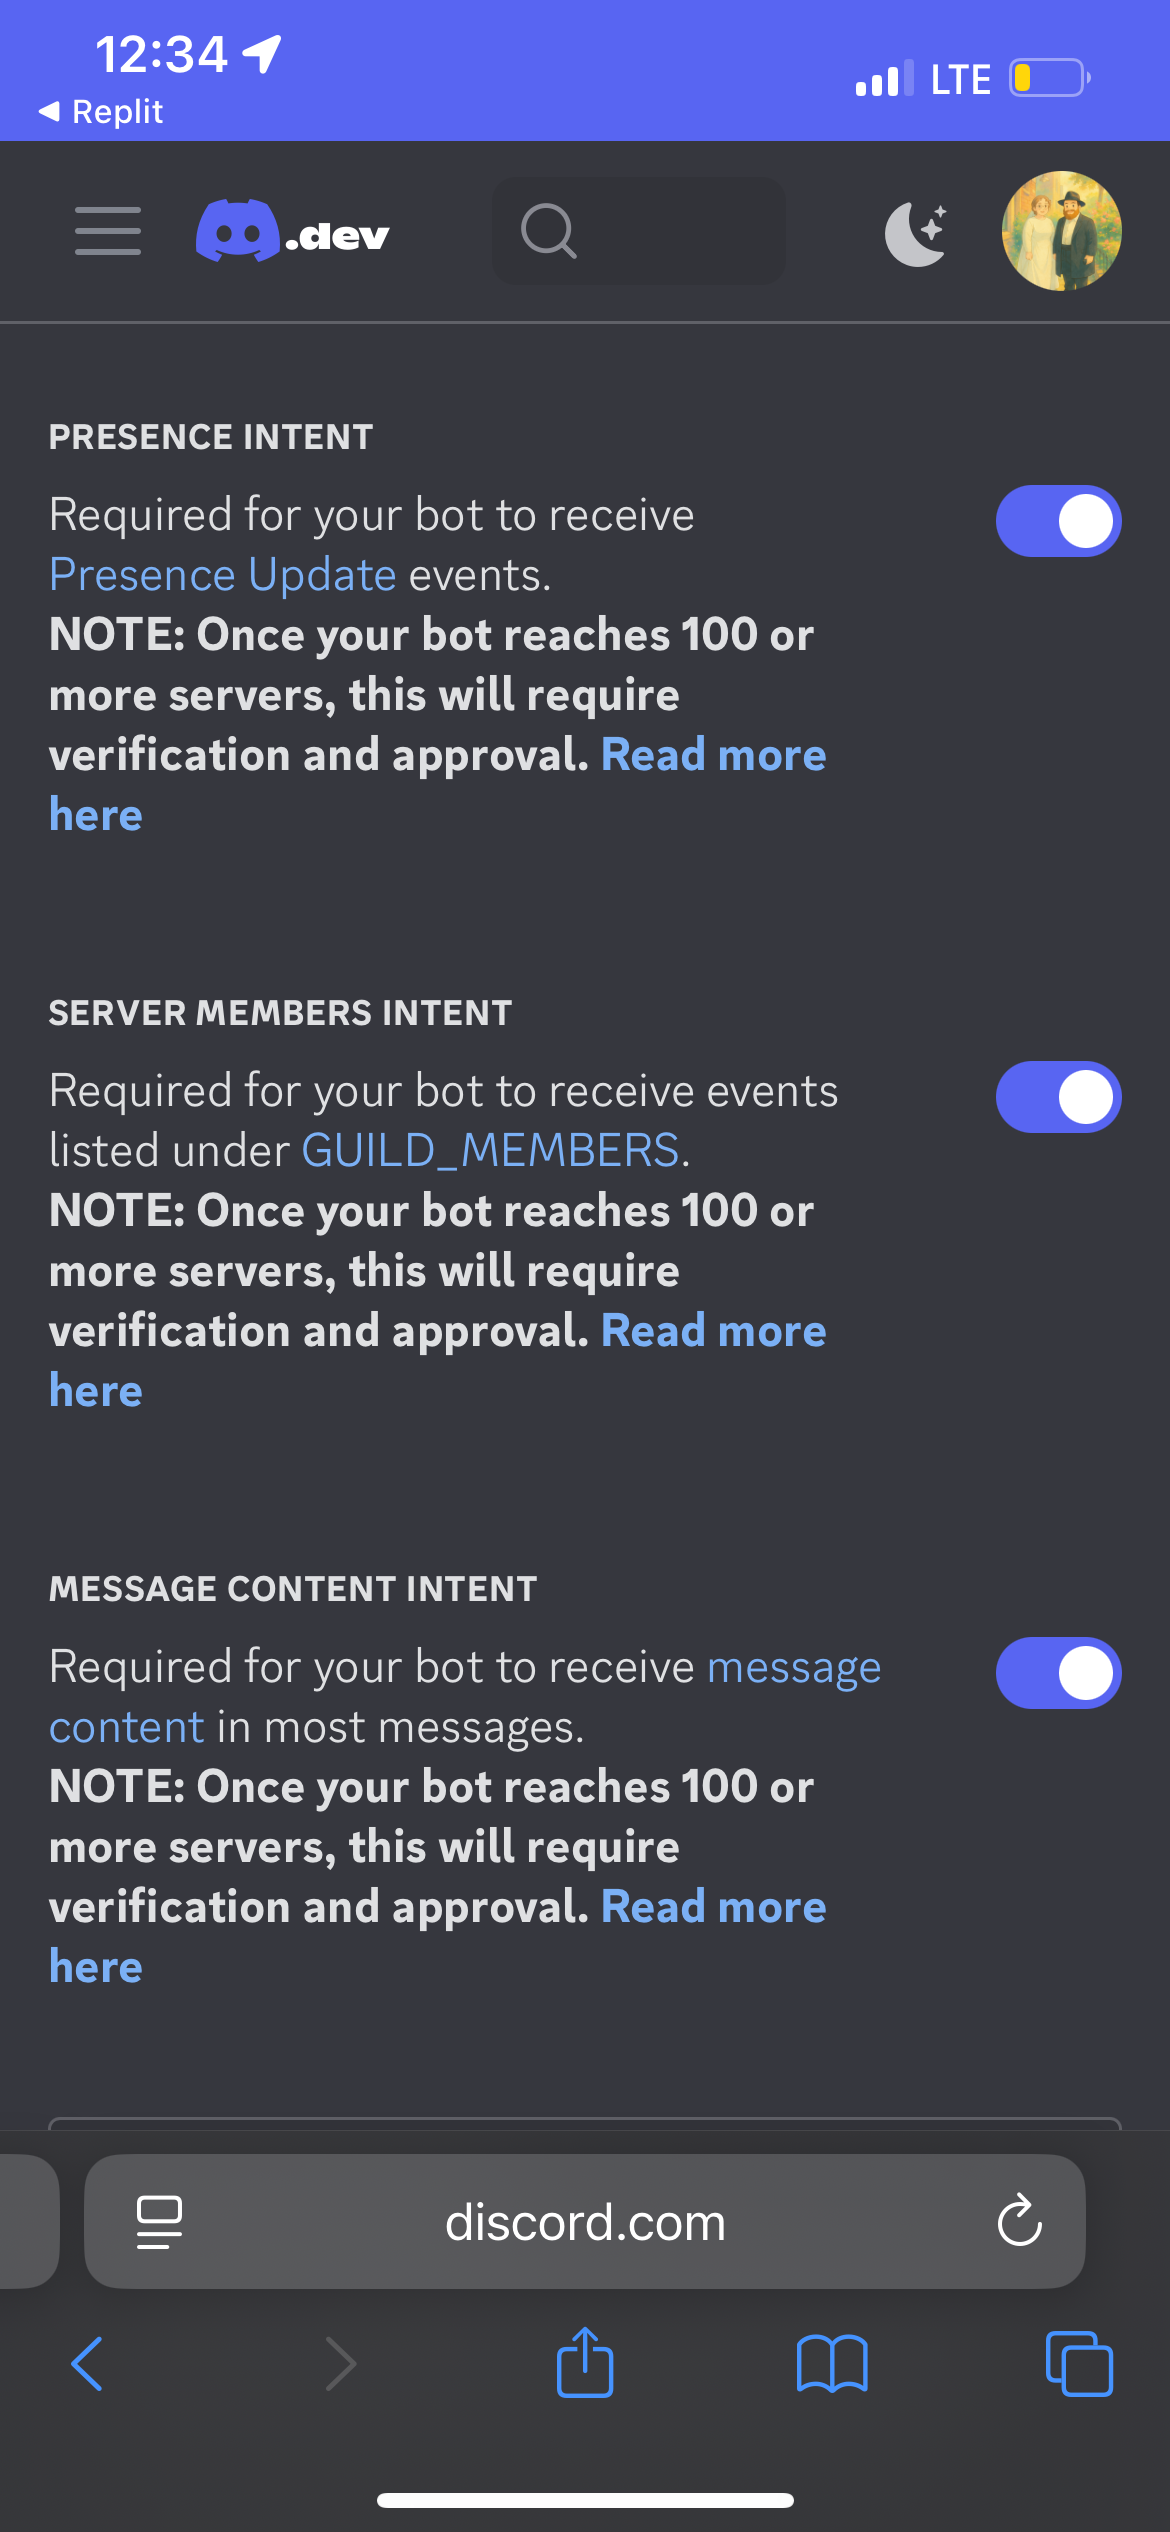 12:34
◀ Replit
LTE
.dev
PRESENCE INTENT
Required for your bot to receive
Presence Update events.
NOTE: Once your bot reaches 100 or
more servers, this will require
verification and approval. Read more
here
SERVER MEMBERS INTENT
Required for your bot to receive events
listed under GUILD_MEMBERS.
NOTE: Once your bot reaches 100 or
more servers, this will require
verification and approval. Read more
here
MESSAGE CONTENT INTENT
Required for your bot to receive message
content in most messages.
NOTE: Once your bot reaches 100 or
more servers, this will require
verification and approval. Read more
here
discord.com